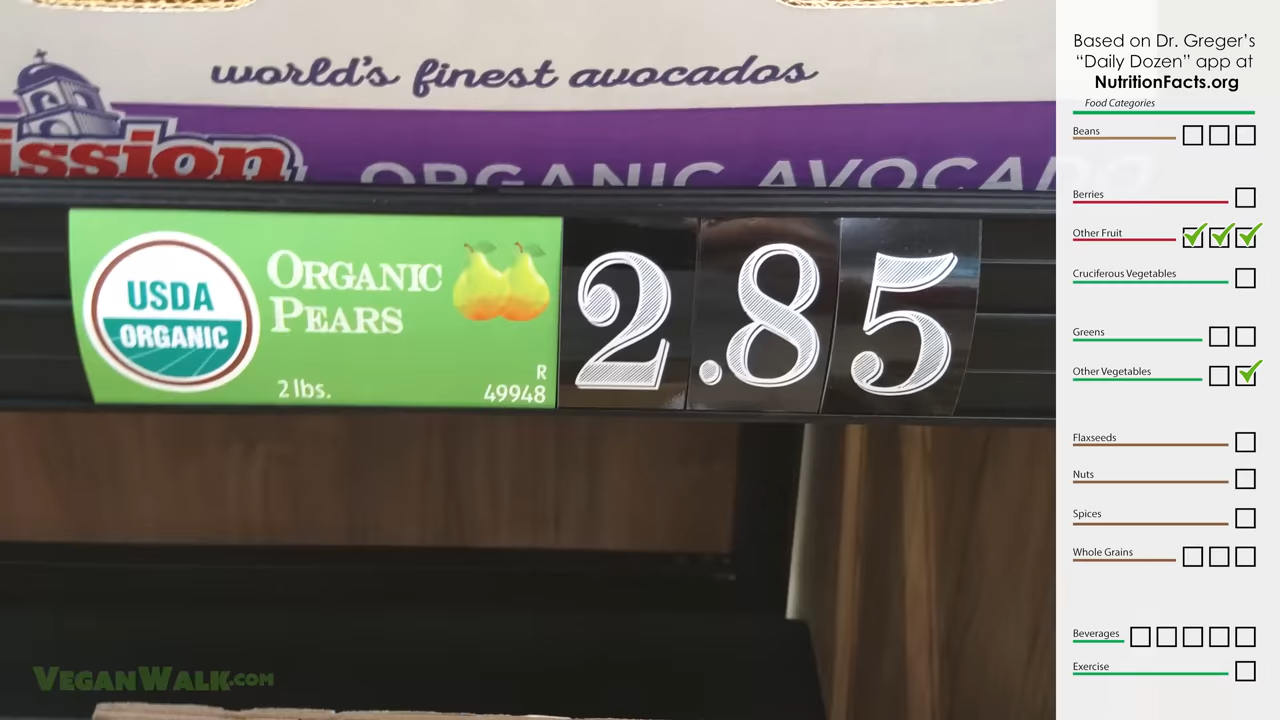 world's finest avocados
ission
ORGANIC AVOCADO
USDA
ORGANIC
ORGANIC
PEARS
2 lbs.
R
49948
2.85
VEGANWALK.COM
Based on Dr. Greger's
“Daily Dozen” app at
NutritionFacts.org
Food Categories
Beans
Berries
Other Fruit
Cruciferous Vegetables
Greens
Other Vegetables
Flaxseeds
Nuts
Spices
Whole Grains
Beverages
Exercise